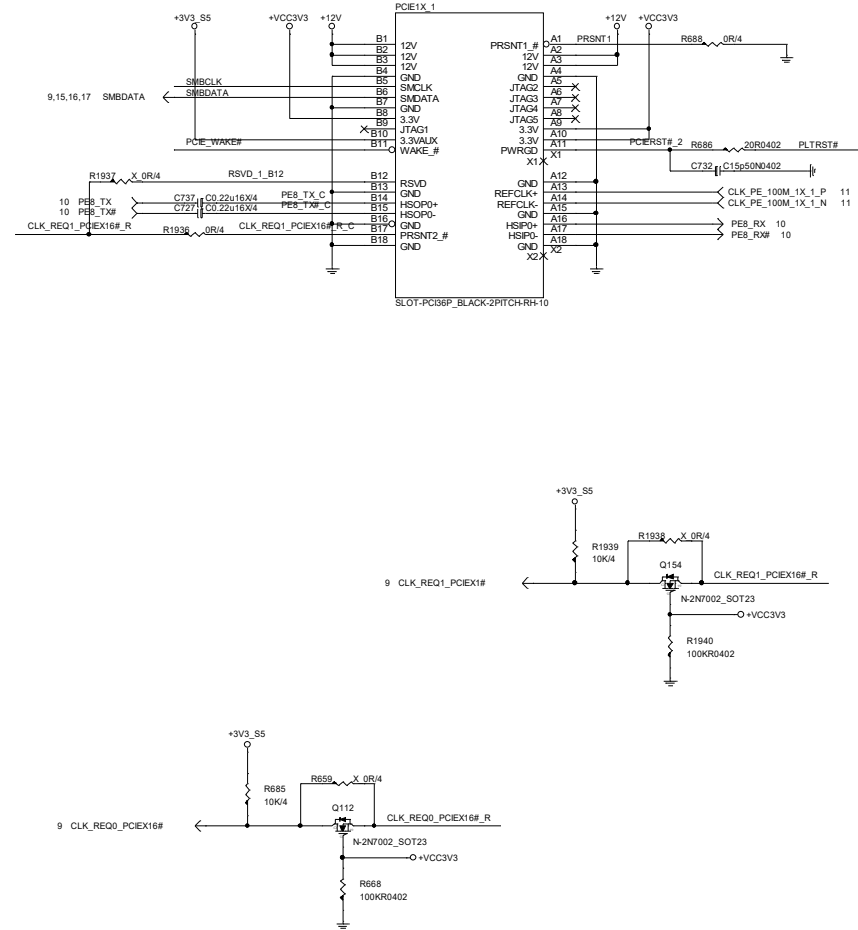 PCIE1X_1
+3V3_S5
+VCC3V3
+12V
+12V
+VCC3V3
B1 12V PRSNT1_# A1 PRSNT1 R688 0R/4
B2 12V 12V A2
B3 12V 12V A3
B4 GND GND A4
SMBCLK B5 SMCLK JTAG2 A5
9,15,16,17 SMBDATA SMBDATA B6 SMDATA JTAG3 A6
B7 GND JTAG4 A7
B8 3.3V JTAG5 A8
B9 JTAG1 3.3V A9
B10 3.3VAUX 3.3V A10
PCIE_WAKE# B11 WAKE_# PWRGD A11 PCIERST#_2 R686 20R0402 PLTRST#
X1 X1
C732 C15p50N0402
R1937 X_0R/4 RSVD_1_B12 B12 RSVD GND A12
B13 GND REFCLK+ A13 CLK_PE_100M_1X_1_P 11
10 PE8_TX C737 C0.22u16X/4 PE8_TX_C B14 HSOP0+ REFCLK- A14 CLK_PE_100M_1X_1_N 11
10 PE8_TX# C727 C0.22u16X/4 PE8_TX#_C B15 HSOP0- GND A15
B16 GND HSIP0+ A16 PE8_RX 10
CLK_REQ1_PCIEX16#_R R1936 0R/4 CLK_REQ1_PCIEX16#_R_C B17 PRSNT2_# HSIP0- A17 PE8_RX# 10
B18 GND GND A18
X2 X2
SLOT-PCI36P_BLACK-2PITCH-RH-10
+3V3_S5
R1939
10K/4
R1938 X_0R/4
Q154
9 CLK_REQ1_PCIEX1#
CLK_REQ1_PCIEX16#_R
N-2N7002_SOT23
+VCC3V3
R1940
100KR0402
+3V3_S5
R685
10K/4
R659 X_0R/4
Q112
9 CLK_REQ0_PCIEX16#
CLK_REQ0_PCIEX16#_R
N-2N7002_SOT23
+VCC3V3
R668
100KR0402